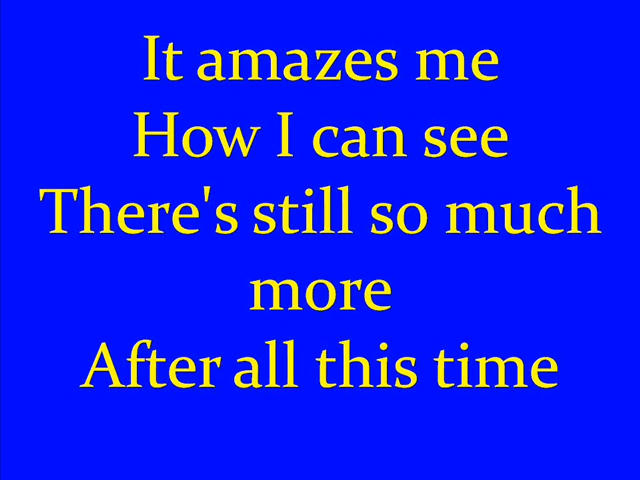 It amazes me
How I can see
There's still so much
more
After all this time